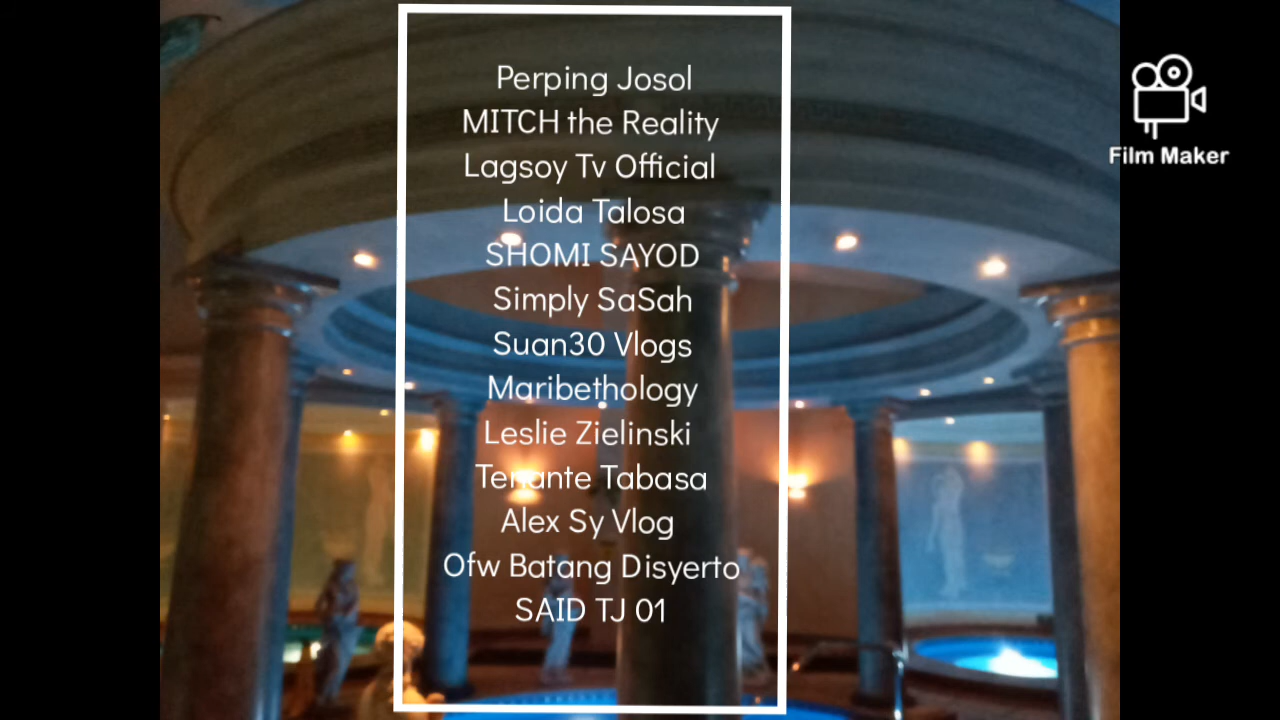 Perping Josol
MITCH the Reality
Lagsoy Tv Official
Loida Talosa
SHOMI SAYOD
Simply SaSah
Suan30 Vlogs
Maribethology
Leslie Zielinski
Tenante Tabasa
Alex Sy Vlog
Ofw Batang Disyerto
SAID TJ 01
Film Maker